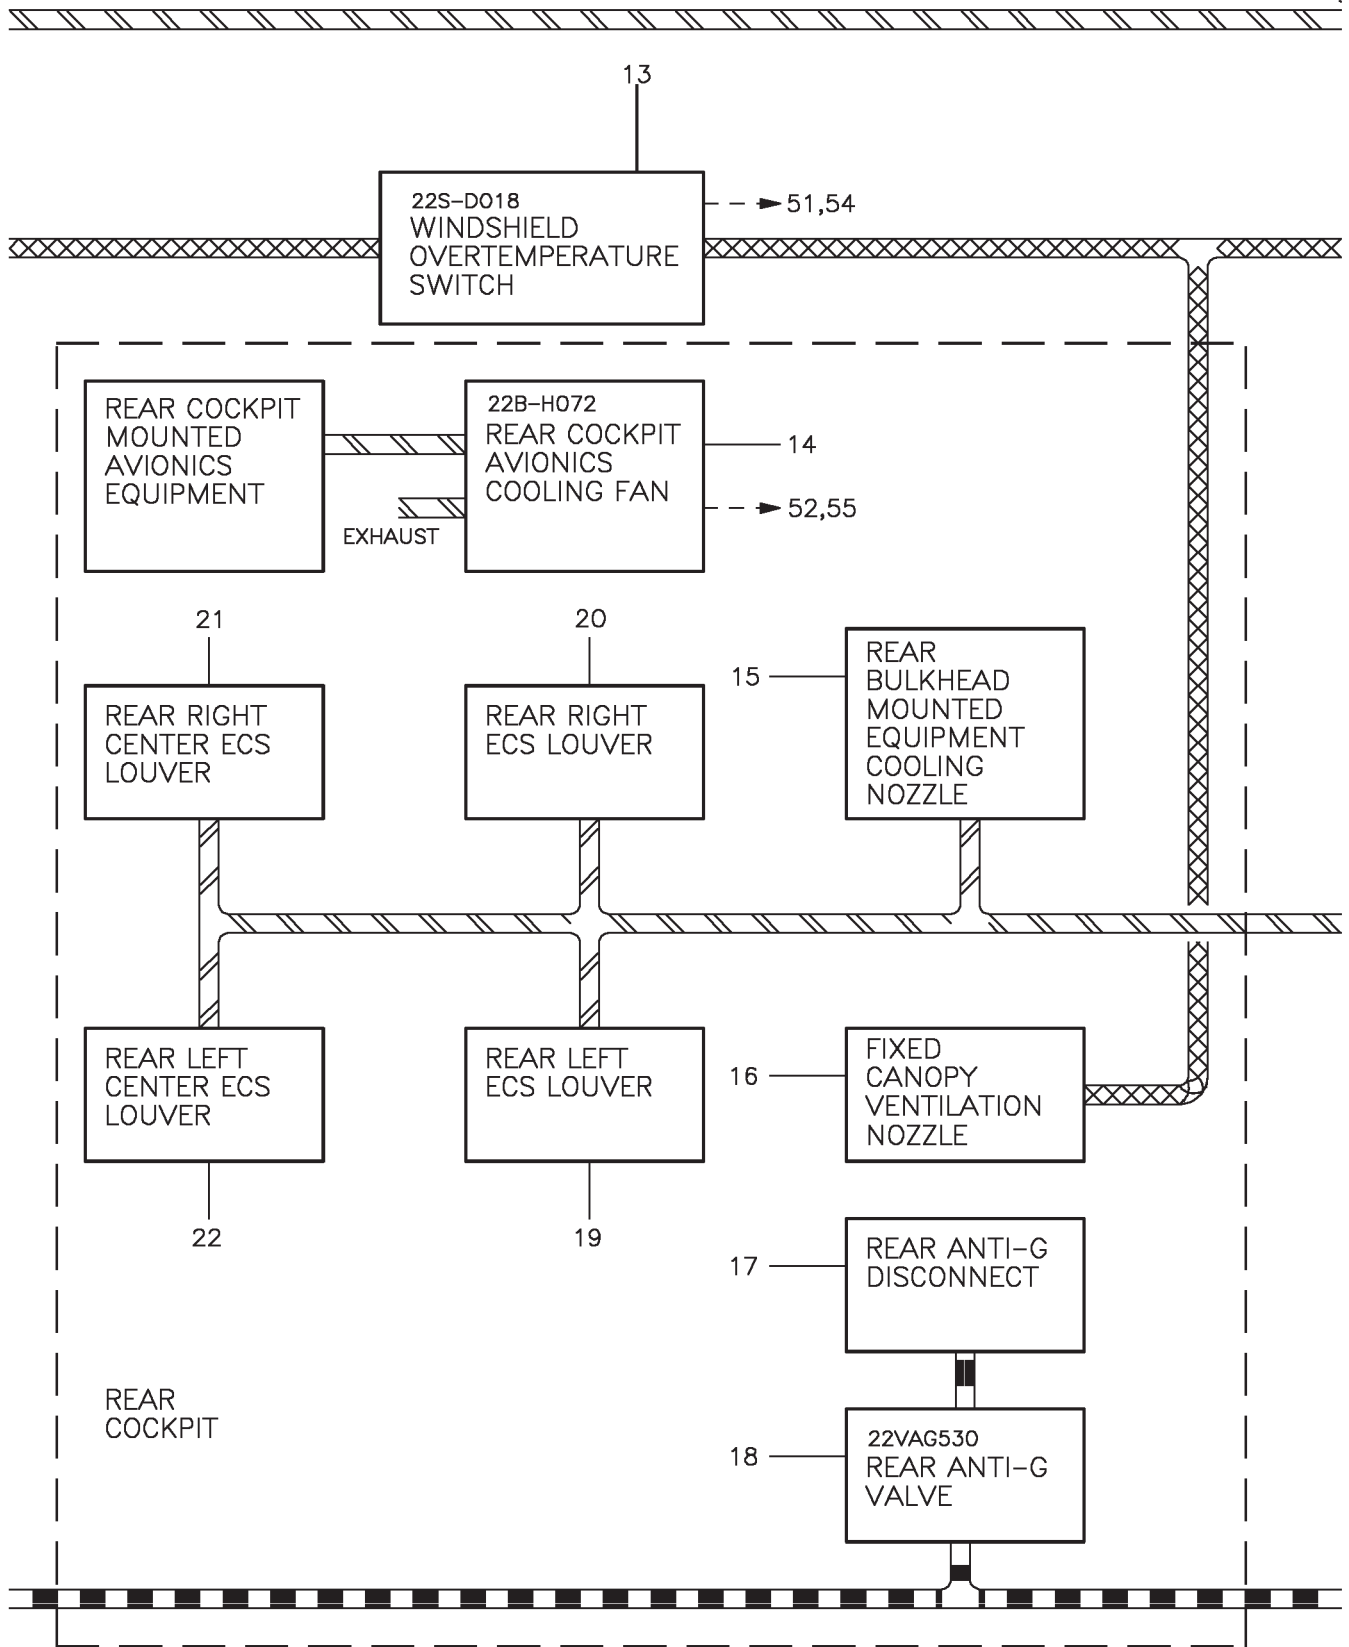 13
22S-D018
WINDSHIELD
OVERTEMPERATURE
SWITCH
51,54
REAR COCKPIT
MOUNTED
AVIONICS
EQUIPMENT
22B-H072
REAR COCKPIT
AVIONICS
COOLING FAN
14
52,55
EXHAUST
21
20
15
REAR RIGHT
CENTER ECS
LOUVER
REAR RIGHT
ECS LOUVER
REAR
BULKHEAD
MOUNTED
EQUIPMENT
COOLING
NOZZLE
REAR LEFT
CENTER ECS
LOUVER
REAR LEFT
ECS LOUVER
16
FIXED
CANOPY
VENTILATION
NOZZLE
22
19
17
REAR ANTI-G
DISCONNECT
REAR
COCKPIT
18
22VAG530
REAR ANTI-G
VALVE